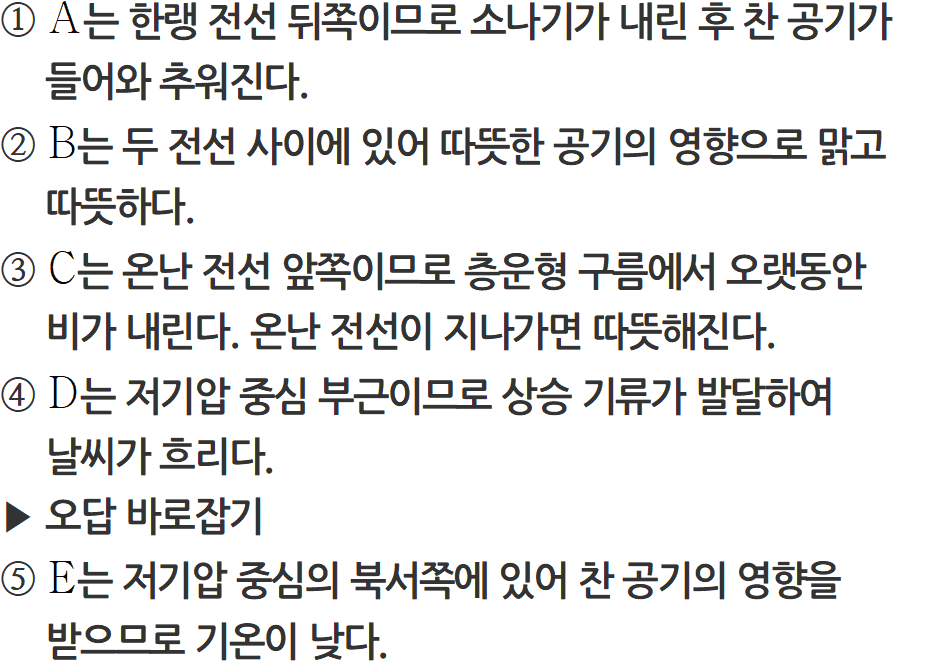 ① A는 한랭 전선 뒤쪽이므로 소나기가 내린 후 찬 공기가
들어와 추워진다.
② B는 두 전선 사이에 있어 따뜻한 공기의 영향으로 맑고
따뜻하다.
③ C는 온난 전선 앞쪽이므로 층운형 구름에서 오랫동안
비가 내린다. 온난 전선이 지나가면 따뜻해진다.
④ D는 저기압 중심 부근이므로 상승 기류가 발달하여
날씨가 흐리다.
▶ 오답 바로잡기
⑤ E는 저기압 중심의 북서쪽에 있어 찬 공기의 영향을
받으므로 기온이 낮다.